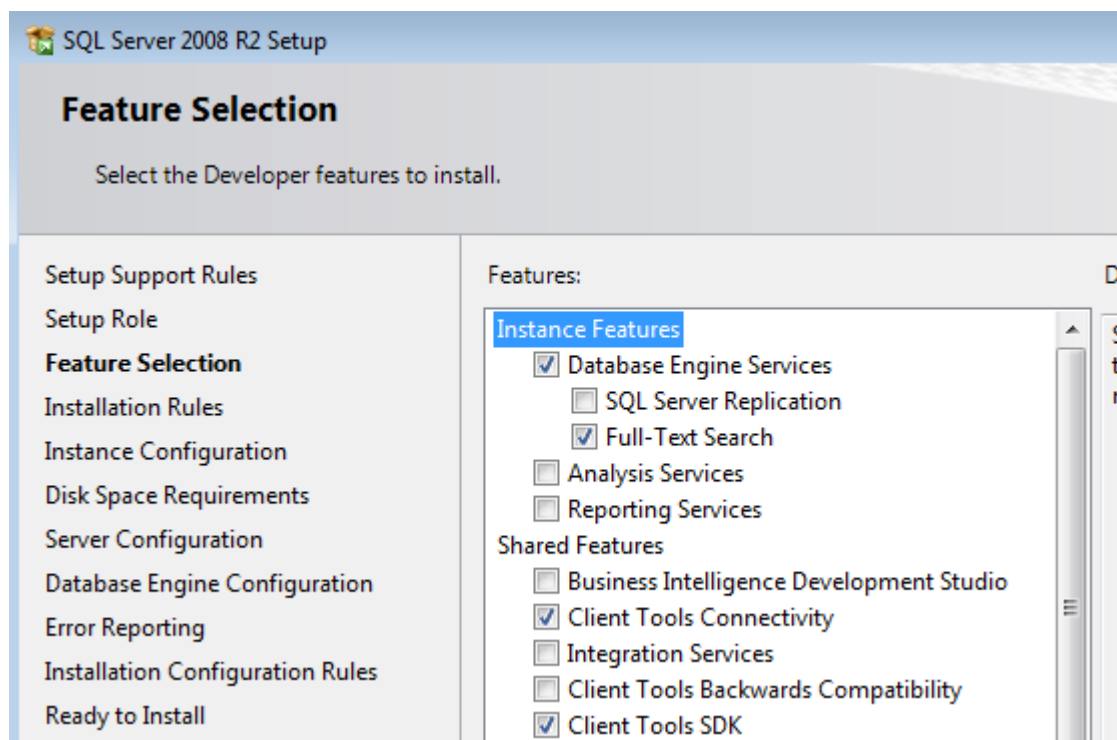 SQL Server 2008 R2 Setup
Feature Selection
Select the Developer features to install.
Setup Support Rules
Setup Role
Feature Selection
Installation Rules
Instance Configuration
Disk Space Requirements
Server Configuration
Database Engine Configuration
Error Reporting
Installation Configuration Rules
Ready to Install
Features:
Instance Features
Database Engine Services
SQL Server Replication
Full-Text Search
Analysis Services
Reporting Services
Shared Features
Business Intelligence Development Studio
Client Tools Connectivity
Integration Services
Client Tools Backwards Compatibility
Client Tools SDK